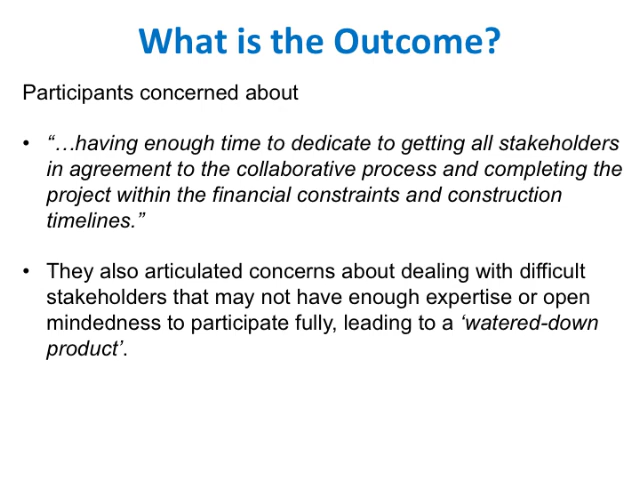 What is the Outcome?
Participants concerned about
• “…having enough time to dedicate to getting all stakeholders
in agreement to the collaborative process and completing the
project within the financial constraints and construction
timelines.”
• They also articulated concerns about dealing with difficult
stakeholders that may not have enough expertise or open
mindedness to participate fully, leading to a ‘watered-down
product’.